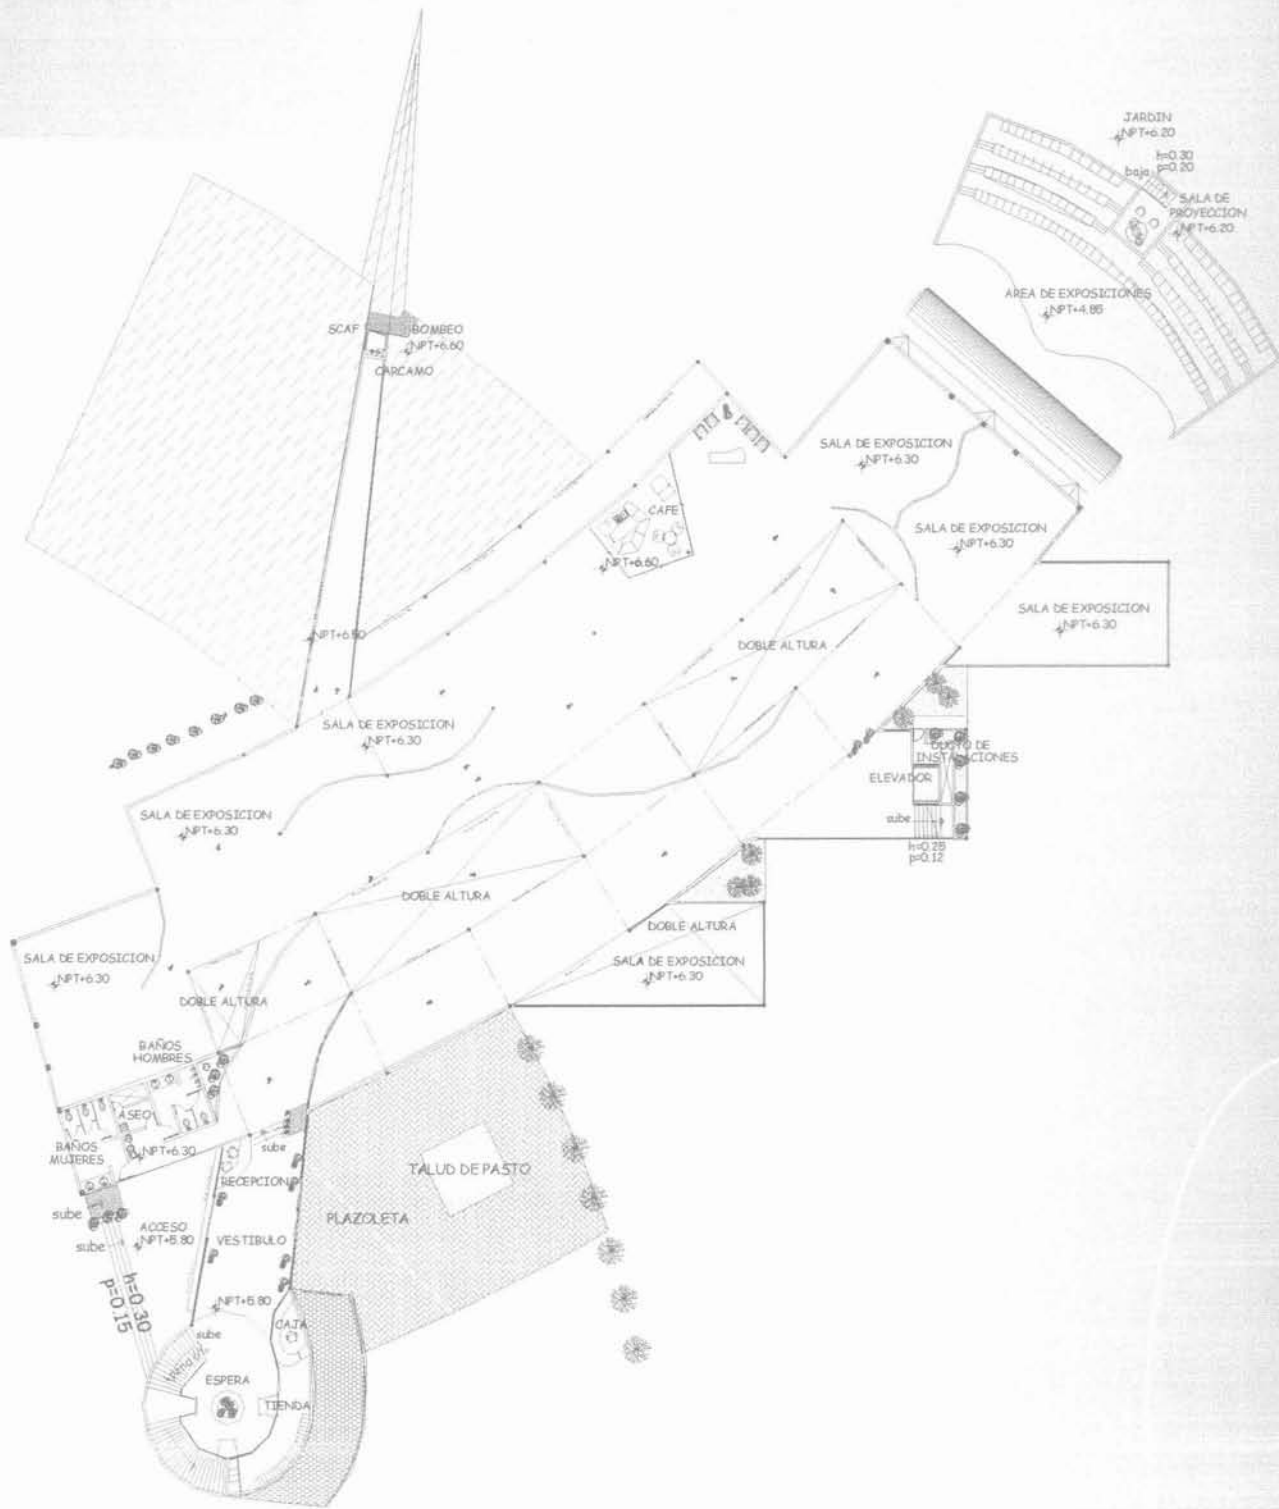 JARDIN
NPT+6.20
h=0.30
p=0.20
baja
SALA DE
PROYECCION
NPT+6.20
AREA DE EXPOSICIONES
NPT+4.85
SCAF
BOMBEO
NPT+6.60
CARCAMO
SALA DE EXPOSICION
NPT+6.30
CAFE
NPT+6.60
SALA DE EXPOSICION
NPT+6.30
SALA DE EXPOSICION
NPT+6.30
DOBLE ALTURA
SALA DE EXPOSICION
NPT+6.30
DUCTO DE
INSTALACIONES
ELEVADOR
sube
h=0.25
p=0.12
SALA DE EXPOSICION
NPT+6.30
DOBLE ALTURA
DOBLE ALTURA
SALA DE EXPOSICION
NPT+6.30
SALA DE EXPOSICION
NPT+6.30
DOBLE ALTURA
BAÑOS
HOMBRES
ASEO
BAÑOS
MUJERES
NPT+6.30
sube
RECEPCION
TALUD DE PASTO
PLAZOLETA
sube
ACCESO
NPT+5.80
sube
VESTIBULO
h=0.30
p=0.15
NPT+5.80
CAJA
sube
ESPERA
TIENDA